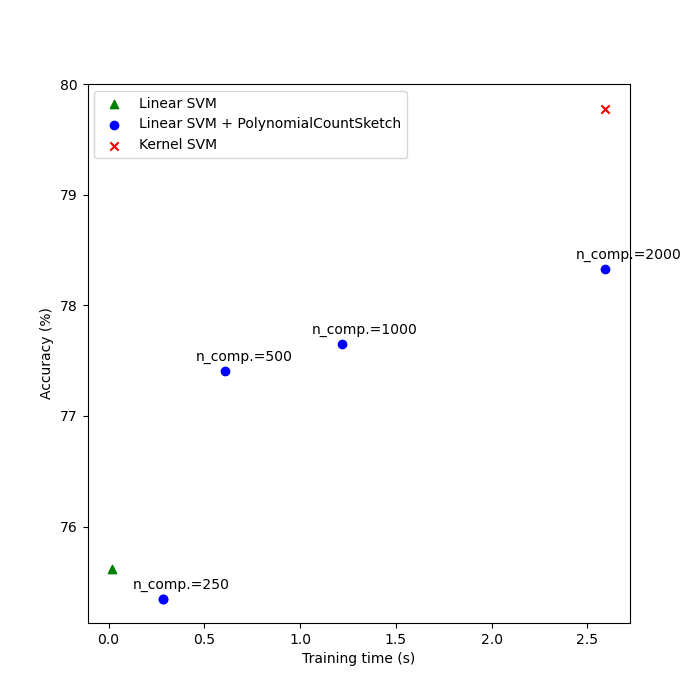 80
Linear SVM
Linear SVM + PolynomialCountSketch
Kernel SVM
79
n_comp.=2000
78
n_comp.=1000
n_comp.=500
77
76
n_comp.=250
Accuracy (%)
0.0 0.5 1.0 1.5 2.0 2.5
Training time (s)